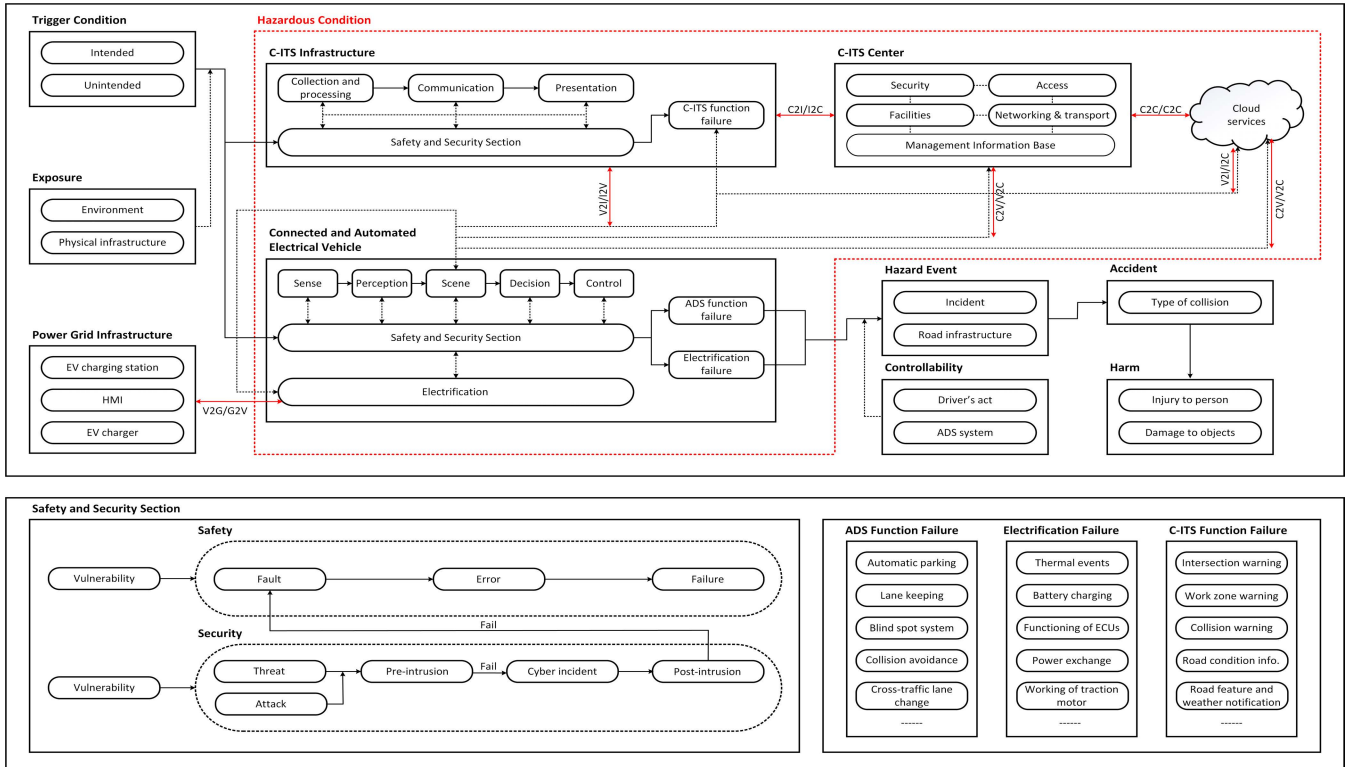 Trigger Condition
Intended
Unintended
Exposure
Environment
Physical infrastructure
Power Grid Infrastructure
EV charging station
HMI
EV charger
V2G/G2V
Hazardous Condition
C-ITS Infrastructure
Collection and
processing
Communication
Presentation
C-ITS function
failure
Safety and Security Section
C2I/I2C
C-ITS Center
Security
Access
Facilities
Networking & transport
Management Information Base
C2C/C2C
Cloud
services
V2I/I2V
C2V/V2C
V2I/I2C
C2V/V2C
Connected and Automated
Electrical Vehicle
Sense
Perception
Scene
Decision
Control
ADS function
failure
Safety and Security Section
Electrification
failure
Electrification
Hazard Event
Incident
Road infrastructure
Controllability
Driver's act
ADS system
Accident
Type of collision
Harm
Injury to person
Damage to objects
Safety and Security Section
Safety
Vulnerability
Fault
Error
Failure
Fail
Security
Vulnerability
Threat
Attack
Pre-intrusion
Fail
Cyber incident
Post-intrusion
ADS Function Failure
Automatic parking
Lane keeping
Blind spot system
Collision avoidance
Cross-traffic lane
change
------
Electrification Failure
Thermal events
Battery charging
Functioning of ECUs
Power exchange
Working of traction
motor
------
C-ITS Function Failure
Intersection warning
Work zone warning
Collision warning
Road condition info.
Road feature and
weather notification
------